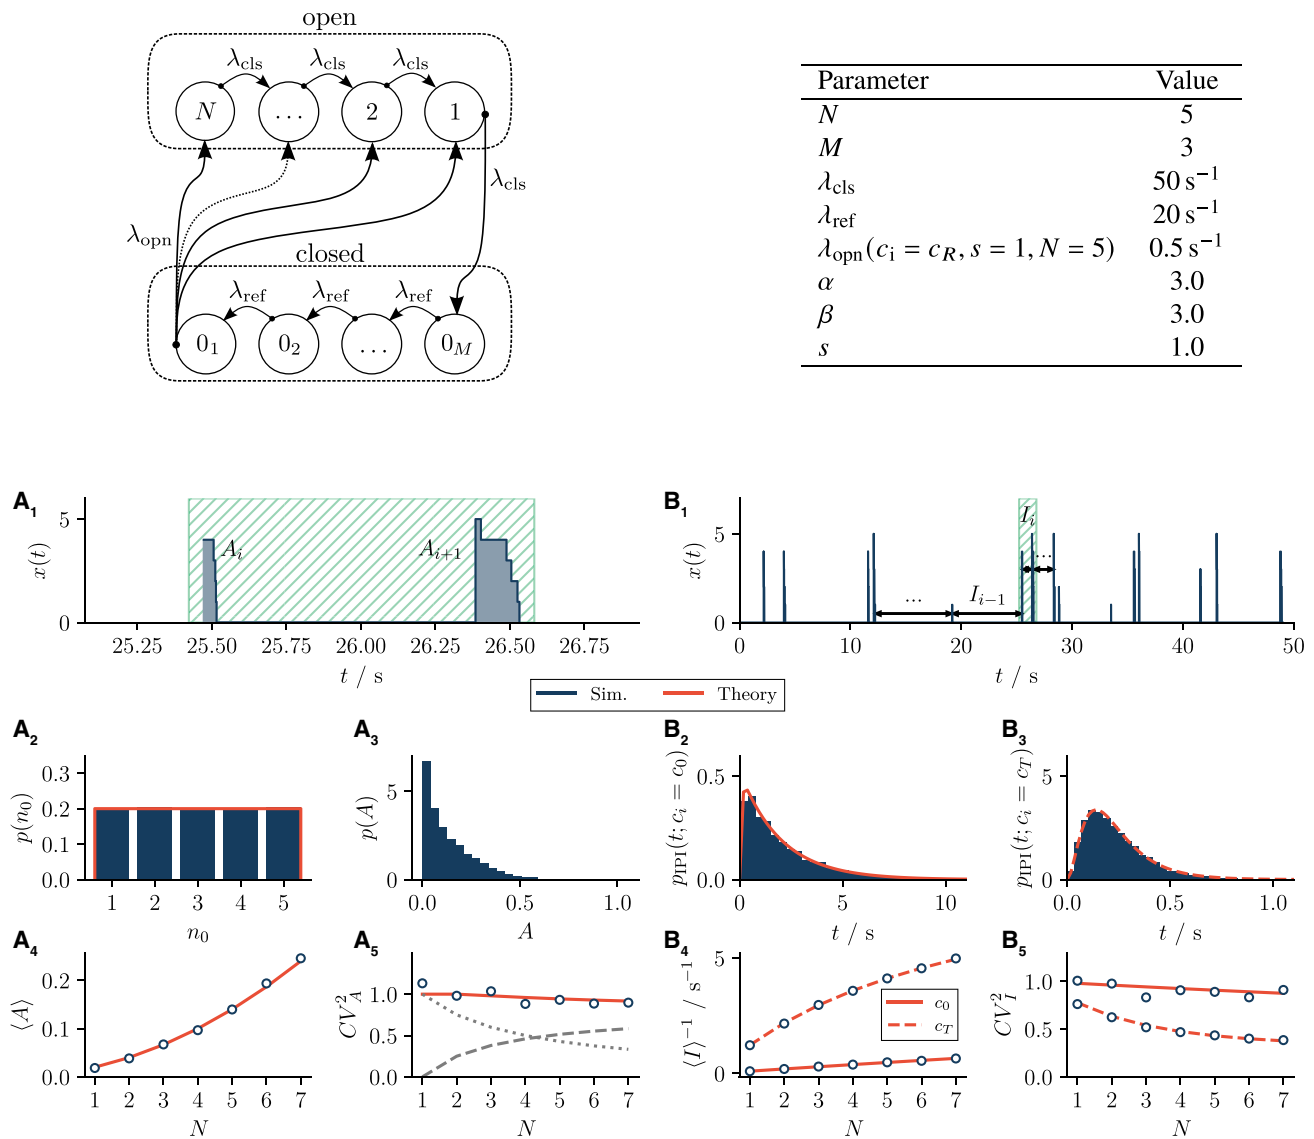 open
λcls λcls λcls
N … 2 1
λopn
λcls
closed
λref λref λref
0₁ 0₂ … 0M
Parameter Value
N 5
M 3
λcls 50 s⁻¹
λref 20 s⁻¹
λopn(ci = cR, s = 1, N = 5) 0.5 s⁻¹
α 3.0
β 3.0
s 1.0
A₁
x(t)
5
0
Ai
Ai+1
25.25 25.50 25.75 26.00 26.25 26.50 26.75
t / s
B₁
x(t)
5
0
Ii
...
...
Ii−1
0 10 20 30 40 50
t / s
Sim. Theory
A₂
p(n₀)
0.3
0.2
0.1
0.0
1 2 3 4 5
n₀
A₃
p(A)
5
0
0.0 0.5 1.0
A
B₂
pIPI(t; ci = c₀)
0.5
0.0
0 5 10
t / s
B₃
pIPI(t; ci = cT)
5
0
0.0 0.5 1.0
t / s
A₄
⟨A⟩
0.2
0.1
0.0
1 2 3 4 5 6 7
N
A₅
CV²A
1.0
0.5
0.0
1 2 3 4 5 6 7
N
B₄
⟨I⟩⁻¹ / s⁻¹
5
0
c₀
cT
1 2 3 4 5 6 7
N
B₅
CV²I
1.0
0.5
0.0
1 2 3 4 5 6 7
N